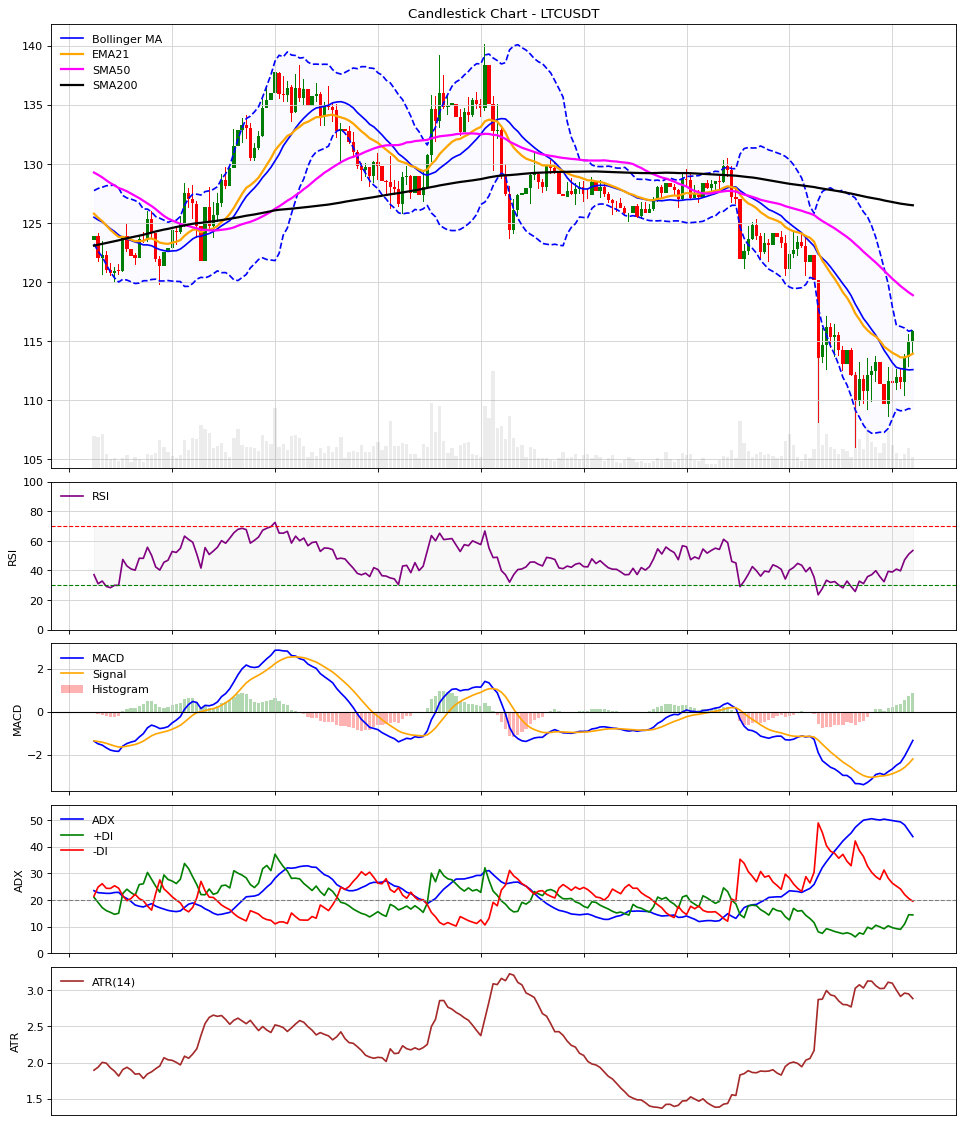 Candlestick Chart - LTCUSDT
Bollinger MA
EMA21
SMA50
SMA200
140
135
130
125
120
115
110
105
RSI
100
80
60
40
20
0
RSI
MACD
Signal
Histogram
2
0
−2
MACD
ADX
+DI
-DI
50
40
30
20
10
0
ADX
ATR(14)
3.0
2.5
2.0
1.5
ATR